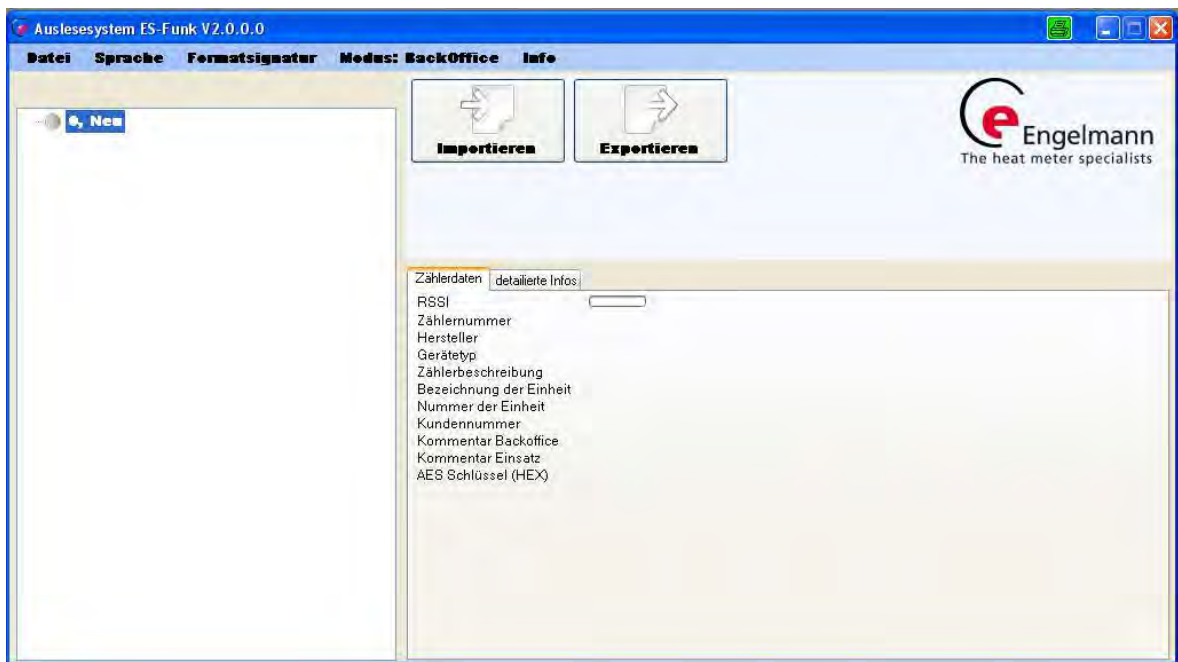 Auslesesystem ES-Funk V2.0.0.0
Datei Sprache Formatsignatur Modus: BackOffice Info
0, Neu
Importieren Exportieren
e Engelmann
The heat meter specialists
Zählerdaten detailierte Infos
RSSI
Zählernummer
Hersteller
Gerätetyp
Zählerbeschreibung
Bezeichnung der Einheit
Nummer der Einheit
Kundennummer
Kommentar Backoffice
Kommentar Einsatz
AES Schlüssel (HEX)